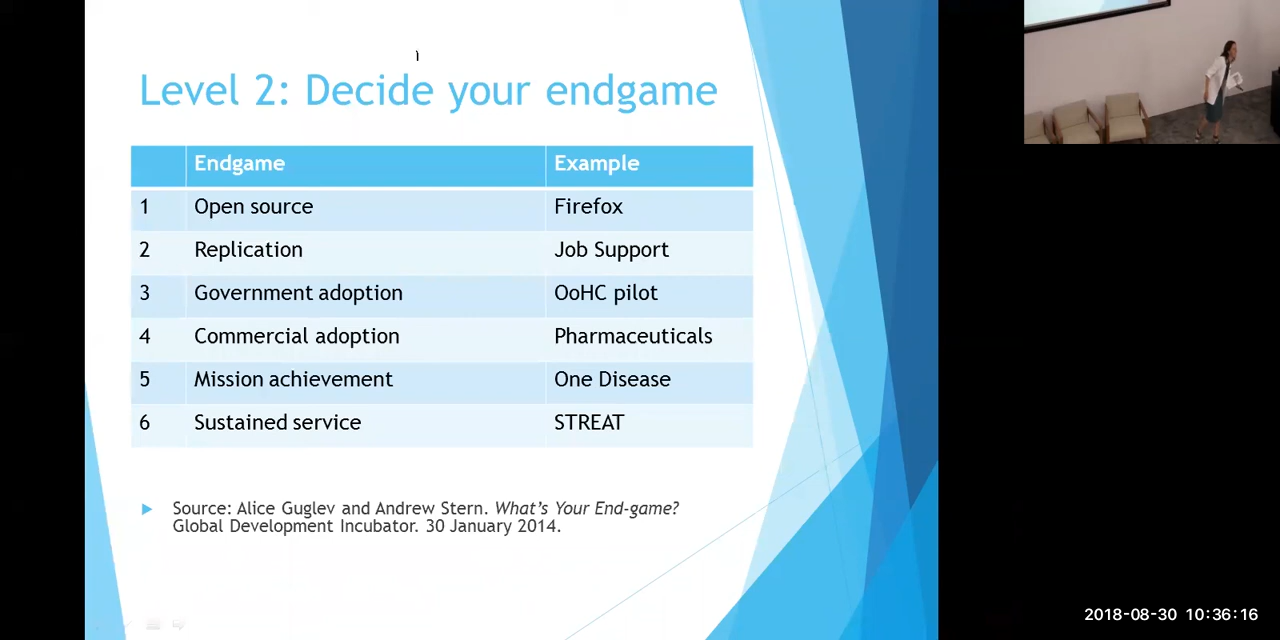 Level 2: Decide your endgame
Endgame Example
1 Open source Firefox
2 Replication Job Support
3 Government adoption OoHC pilot
4 Commercial adoption Pharmaceuticals
5 Mission achievement One Disease
6 Sustained service STREAT
Source: Alice Guglev and Andrew Stern. What's Your End-game?
Global Development Incubator. 30 January 2014.
2018-08-30 10:36:16